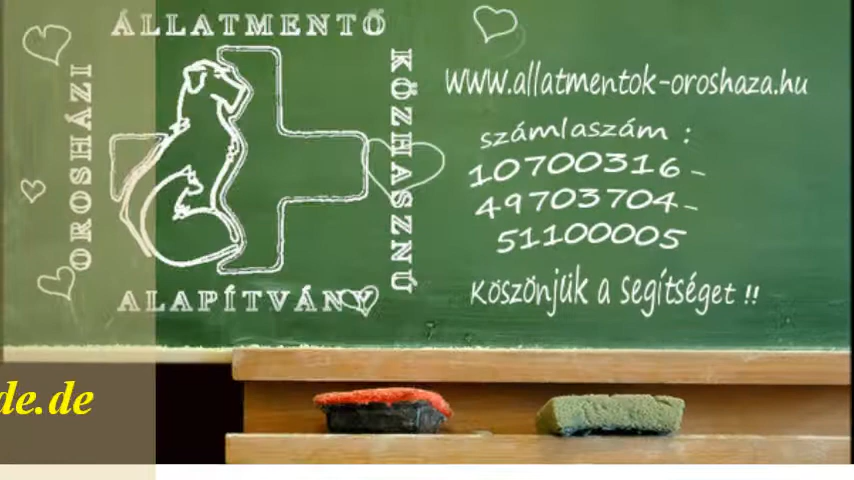 ÁLLATMENTŐ
OROSHÁZI
KÖZHASZNÚ
ALAPÍTVÁNY
www.allatmentok-oroshaza.hu
számlaszám :
10700316-
49703704-
51100005
Köszönjük a segítséget !!
de.de